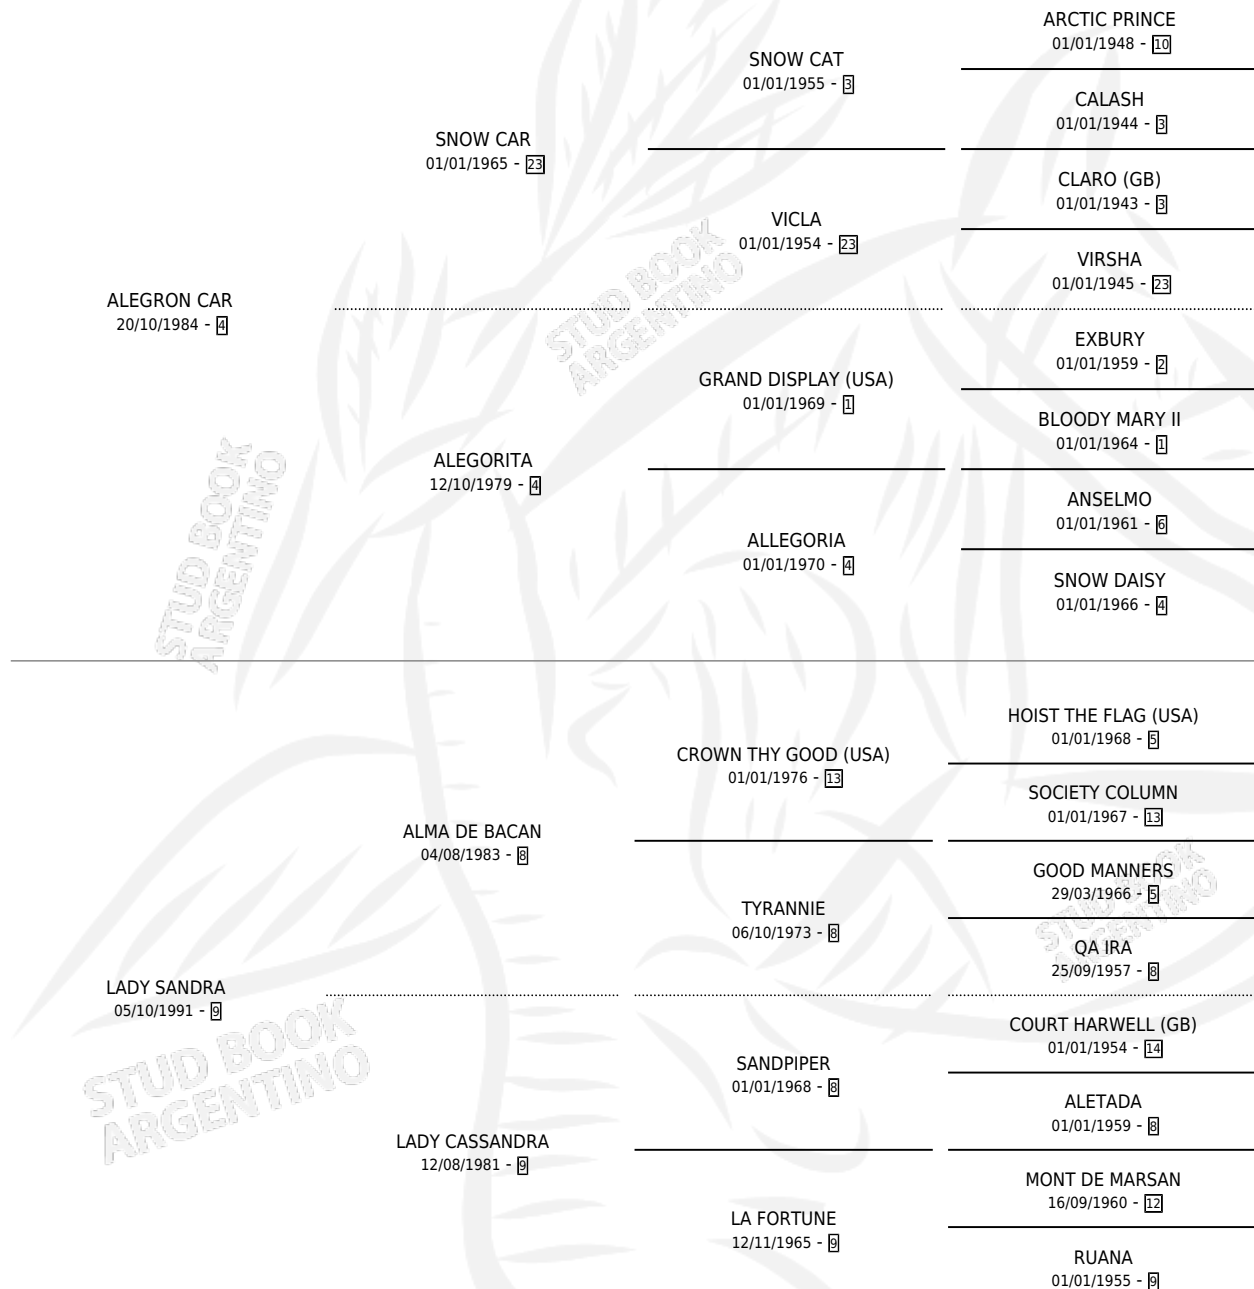 ARCTIC PRINCE
01/01/1948 - 10
SNOW CAT
01/01/1955 - 3
CALASH
01/01/1944 - 3
SNOW CAR
01/01/1965 - 23
CLARO (GB)
01/01/1943 - 3
VICLA
01/01/1954 - 23
VIRSHA
01/01/1945 - 23
ALEGRON CAR
20/10/1984 - 4
EXBURY
01/01/1959 - 2
GRAND DISPLAY (USA)
01/01/1969 - 1
BLOODY MARY II
01/01/1964 - 1
ALEGORITA
12/10/1979 - 4
ANSELMO
01/01/1961 - 6
ALLEGORIA
01/01/1970 - 4
SNOW DAISY
01/01/1966 - 4
STUD BOOK
ARGENTINO
STUD BOOK
ARGENTINO
HOIST THE FLAG (USA)
01/01/1968 - 5
CROWN THY GOOD (USA)
01/01/1976 - 13
SOCIETY COLUMN
01/01/1967 - 13
ALMA DE BACAN
04/08/1983 - 8
GOOD MANNERS
29/03/1966 - 5
TYRANNIE
06/10/1973 - 8
QA IRA
25/09/1957 - 8
STUD BOOK
ARGENTINO
LADY SANDRA
05/10/1991 - 9
COURT HARWELL (GB)
01/01/1954 - 14
SANDPIPER
01/01/1968 - 8
ALETADA
01/01/1959 - 8
STUD BOOK
ARGENTINO
LADY CASSANDRA
12/08/1981 - 9
MONT DE MARSAN
16/09/1960 - 12
LA FORTUNE
12/11/1965 - 9
RUANA
01/01/1955 - 9